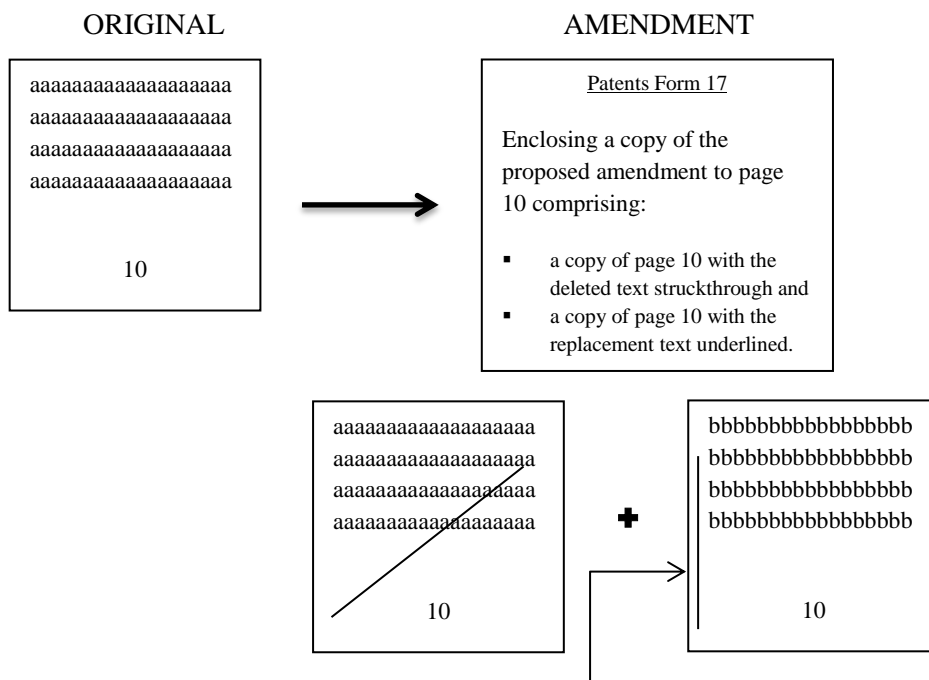 ORIGINAL
AMENDMENT
aaaaaaaaaaaaaaaaaaa
aaaaaaaaaaaaaaaaaaa
aaaaaaaaaaaaaaaaaaa
aaaaaaaaaaaaaaaaaaa
10
Patents Form 17
Enclosing a copy of the
proposed amendment to page
10 comprising:
▪ a copy of page 10 with the
deleted text struckthrough and
▪ a copy of page 10 with the
replacement text underlined.
aaaaaaaaaaaaaaaaaaa
aaaaaaaaaaaaaaaaaaa
aaaaaaaaaaaaaaaaaaa
aaaaaaaaaaaaaaaaaaa
10
bbbbbbbbbbbbbbbbb
bbbbbbbbbbbbbbbbb
bbbbbbbbbbbbbbbbb
bbbbbbbbbbbbbbbbb
10